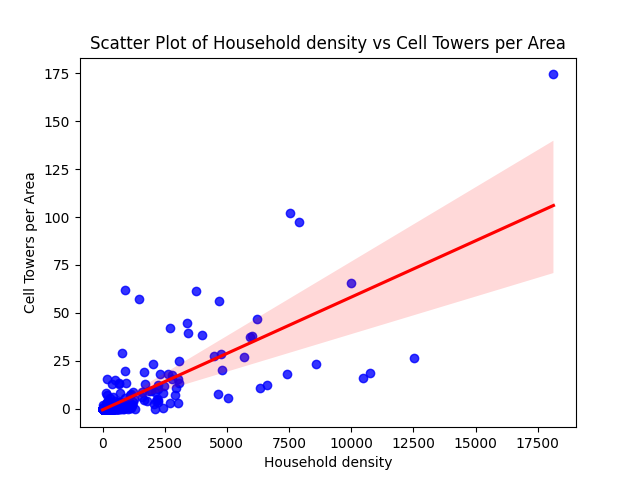 Scatter Plot of Household density vs Cell Towers per Area
175
150
125
100
75
50
25
0
Cell Towers per Area
0 2500 5000 7500 10000 12500 15000 17500
Household density